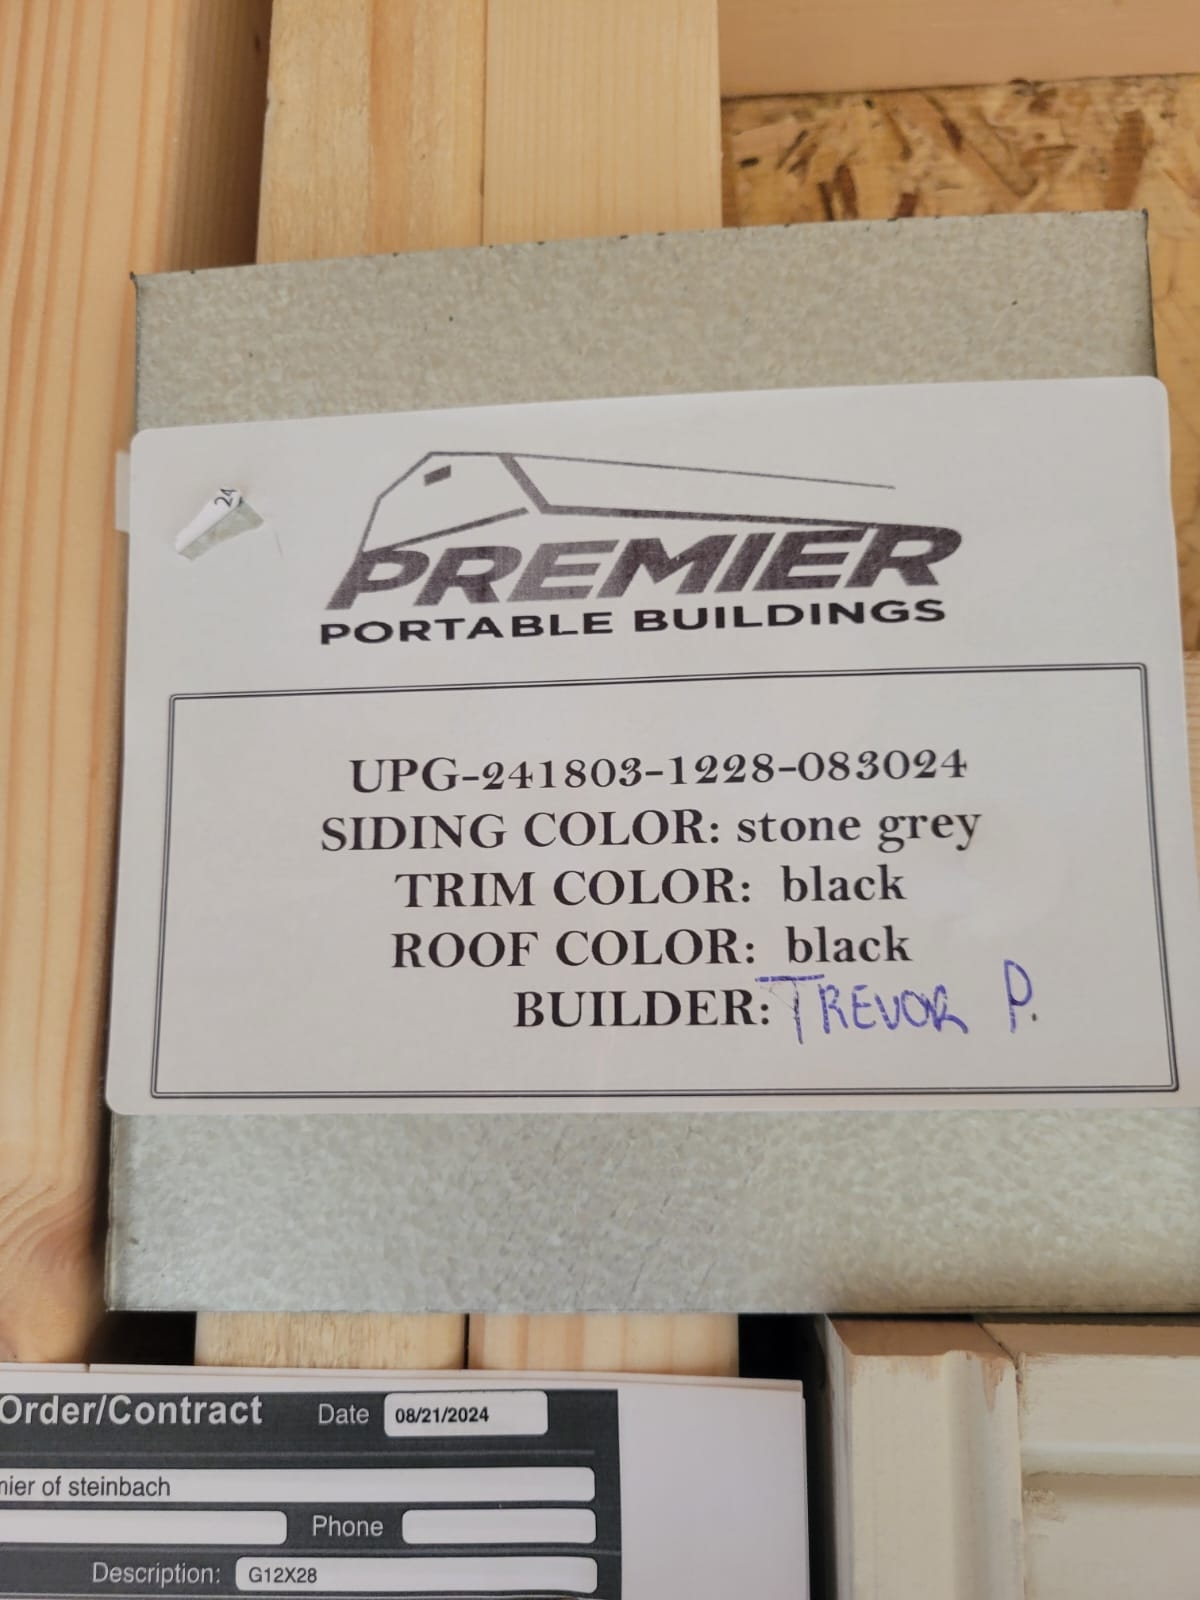 24
PREMIER
PORTABLE BUILDINGS
UPG-241803-1228-083024
SIDING COLOR: stone grey
TRIM COLOR: black
ROOF COLOR: black
BUILDER: TREVOR P.
Order/Contract Date 08/21/2024
mier of steinbach
Phone
Description: G12X28